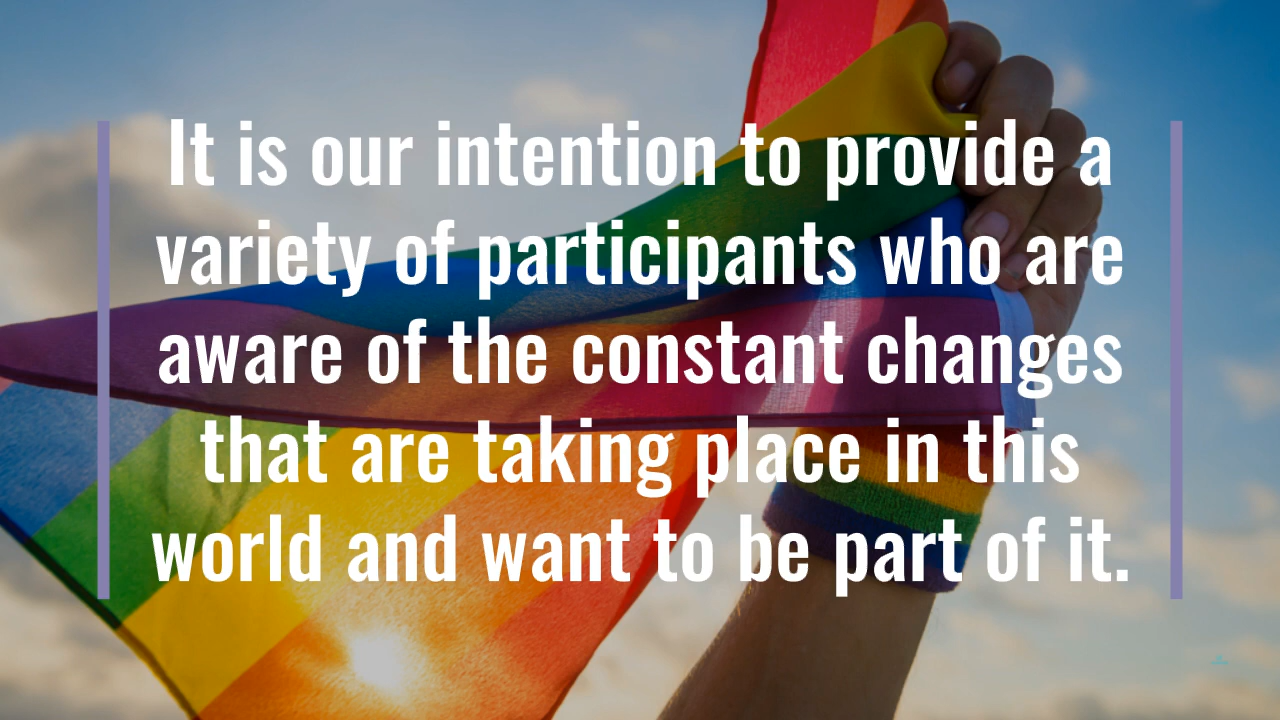 It is our intention to provide a
variety of participants who are
aware of the constant changes
that are taking place in this
world and want to be part of it.